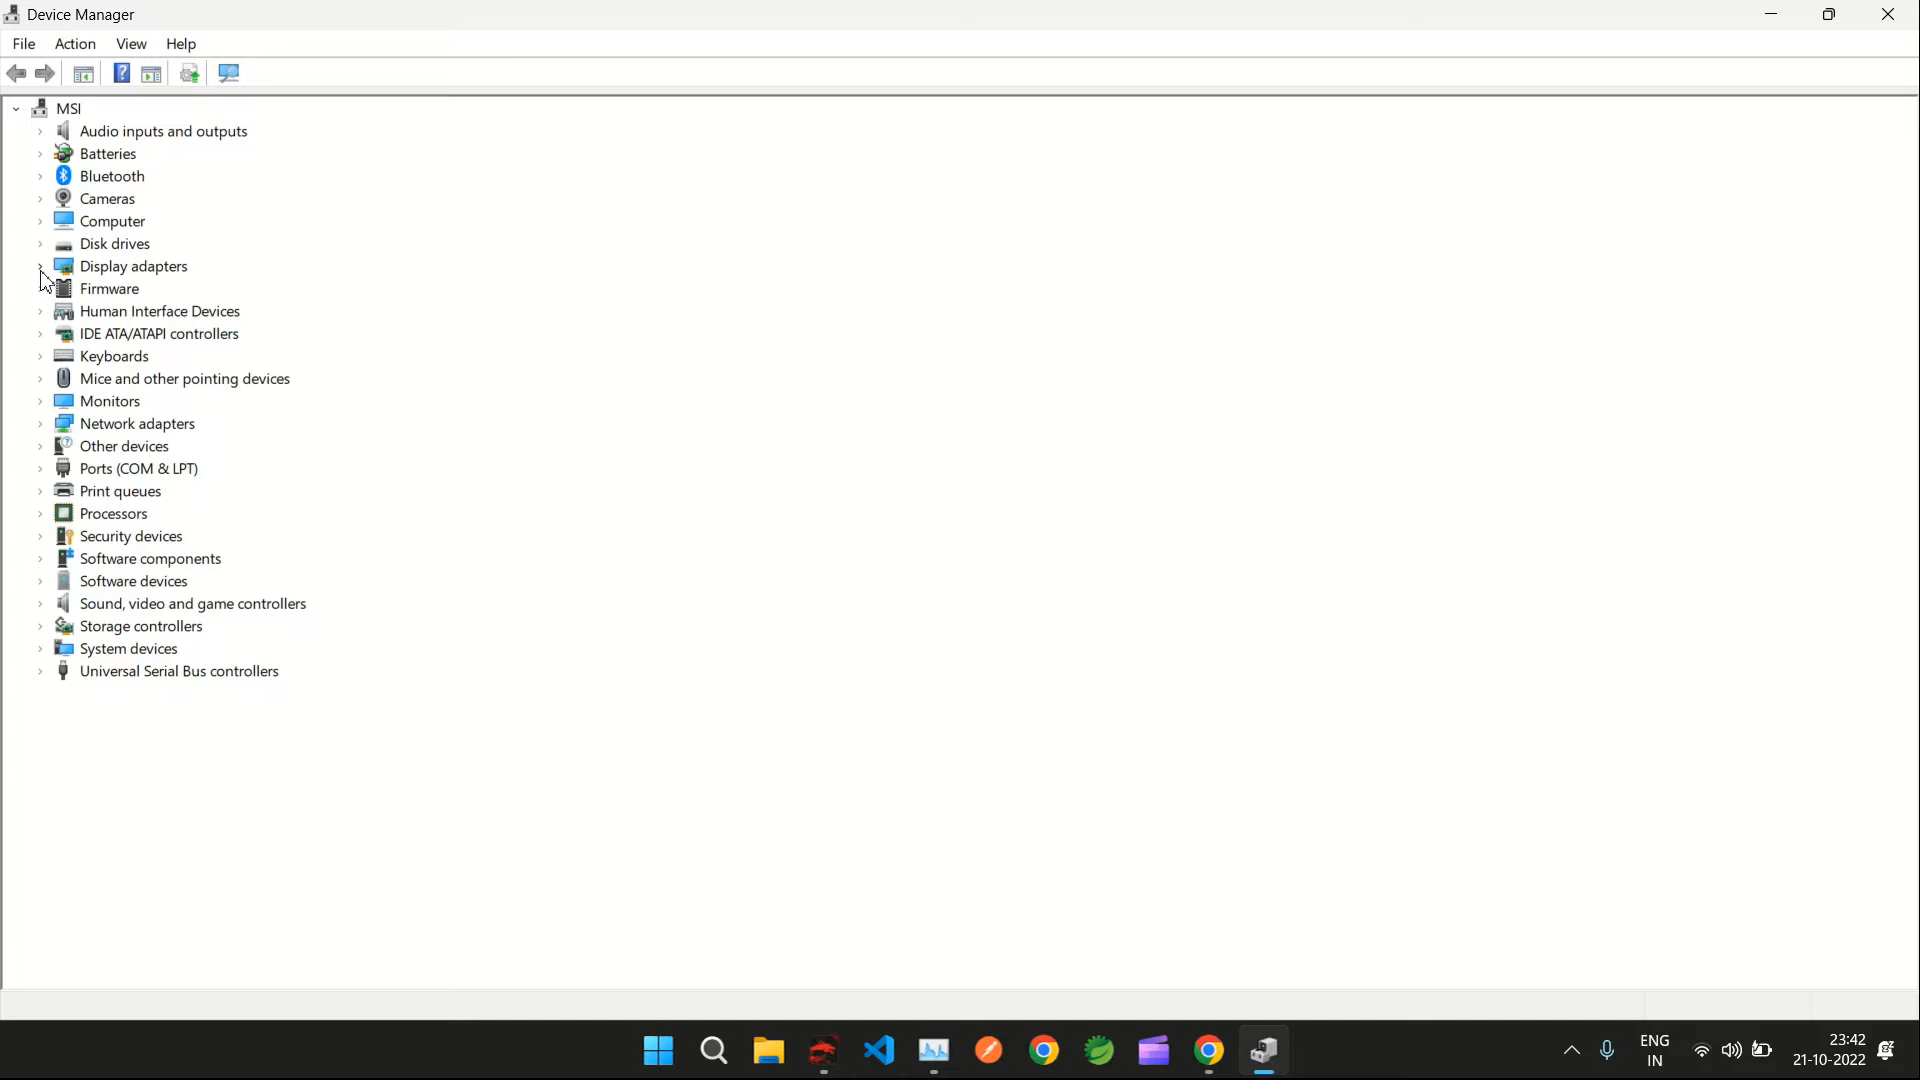 Device Manager
File Action View Help
MSI
Audio inputs and outputs
Batteries
Bluetooth
Cameras
Computer
Disk drives
Display adapters
Firmware
Human Interface Devices
IDE ATA/ATAPI controllers
Keyboards
Mice and other pointing devices
Monitors
Network adapters
Other devices
Ports (COM & LPT)
Print queues
Processors
Security devices
Software components
Software devices
Sound, video and game controllers
Storage controllers
System devices
Universal Serial Bus controllers
ENG 23:42
IN 21-10-2022